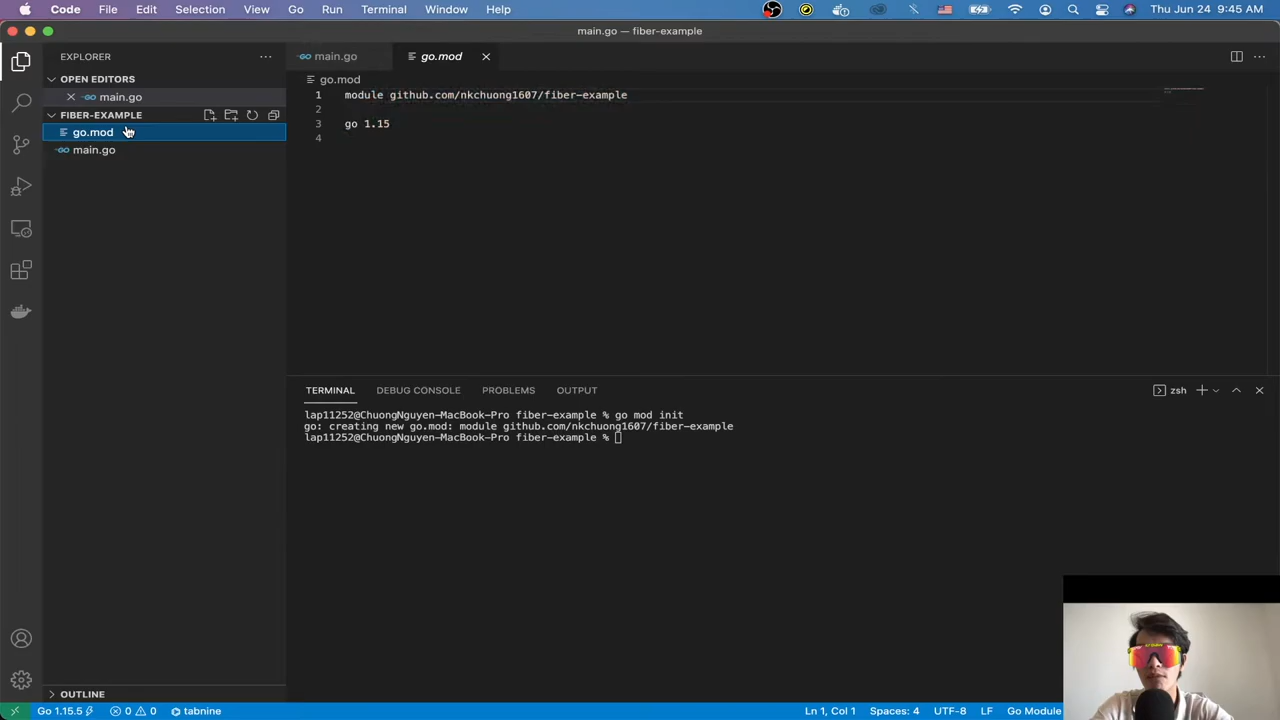 Code File Edit Selection View Go Run Terminal Window Help Thu Jun 24 9:45 AM
main.go — fiber-example
EXPLORER
OPEN EDITORS
main.go
FIBER-EXAMPLE
go.mod
main.go
OUTLINE
main.go go.mod
go.mod
1 module github.com/nkchuong1607/fiber-example
2
3 go 1.15
4
TERMINAL DEBUG CONSOLE PROBLEMS OUTPUT zsh
lap11252@ChuongNguyen-MacBook-Pro fiber-example % go mod init
go: creating new go.mod: module github.com/nkchuong1607/fiber-example
lap11252@ChuongNguyen-MacBook-Pro fiber-example %
Go 1.15.5 0 0 tabnine Ln 1, Col 1 Spaces: 4 UTF-8 LF Go Module